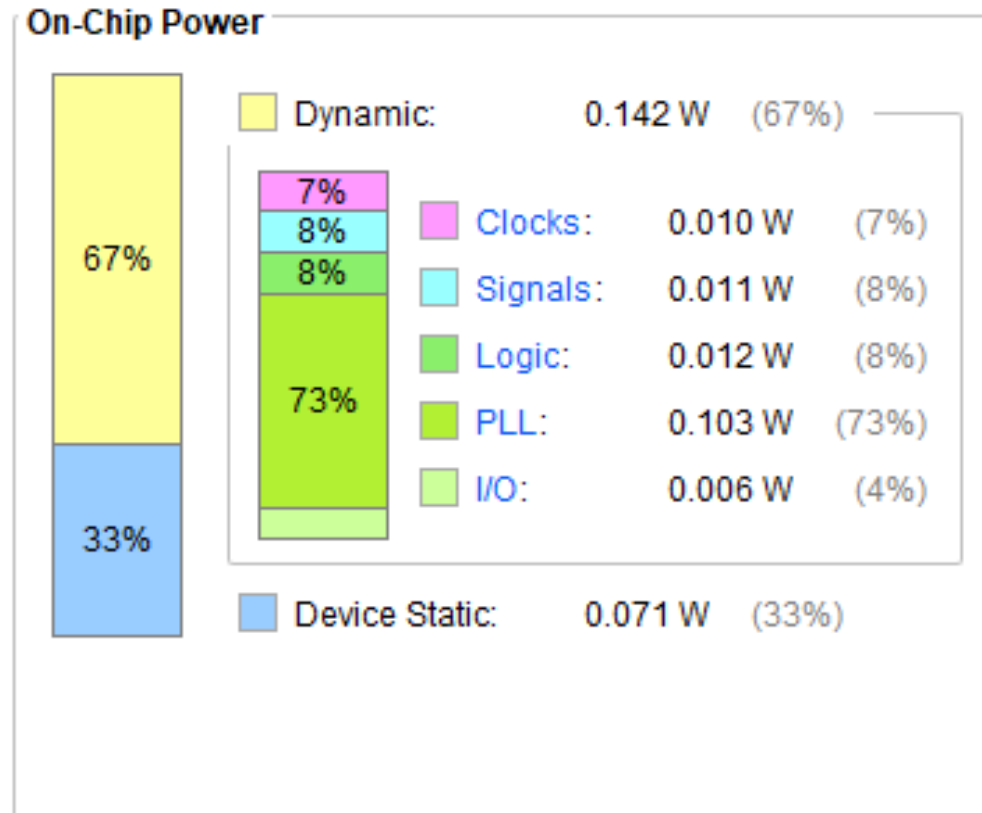 On-Chip Power
Dynamic: 0.142 W (67%)
67%
7%
Clocks: 0.010 W (7%)
8%
Signals: 0.011 W (8%)
8%
Logic: 0.012 W (8%)
73%
PLL: 0.103 W (73%)
I/O: 0.006 W (4%)
33%
Device Static: 0.071 W (33%)